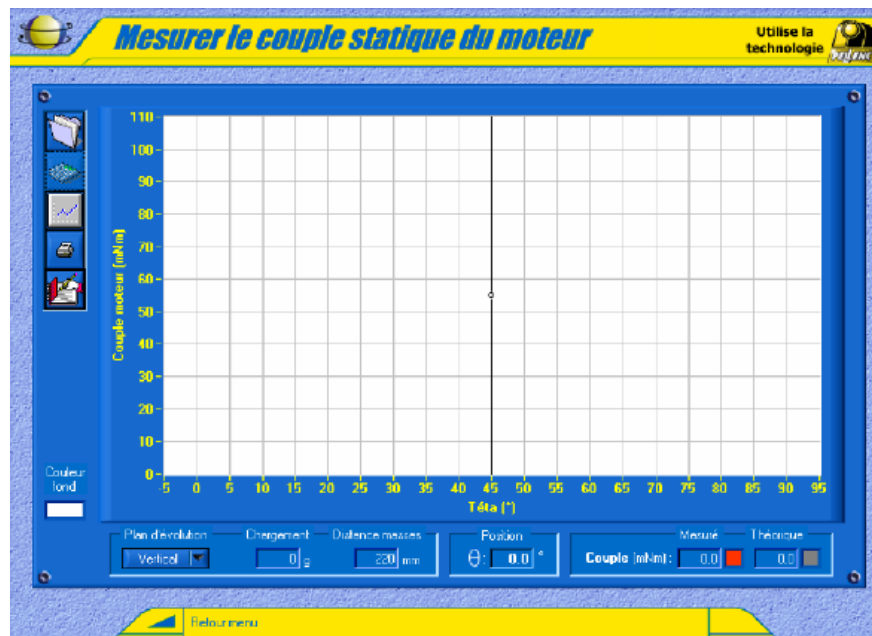 Mesurer le couple statique du moteur
Utilise la
technologie
Couple moteur (mNm)
110
100
90
80
70
60
50
40
30
20
10
0
-5 0 5 10 15 20 25 30 35 40 45 50 55 60 65 70 75 80 85 90 95
Téta (°)
Couleur
fond
Plan d'évolution Chargement Distance masses Position Mesuré Théorique
Vertical 0 g 220 mm θ: 0.0 ° Couple (mNm): 0.0 0.0
Retour menu